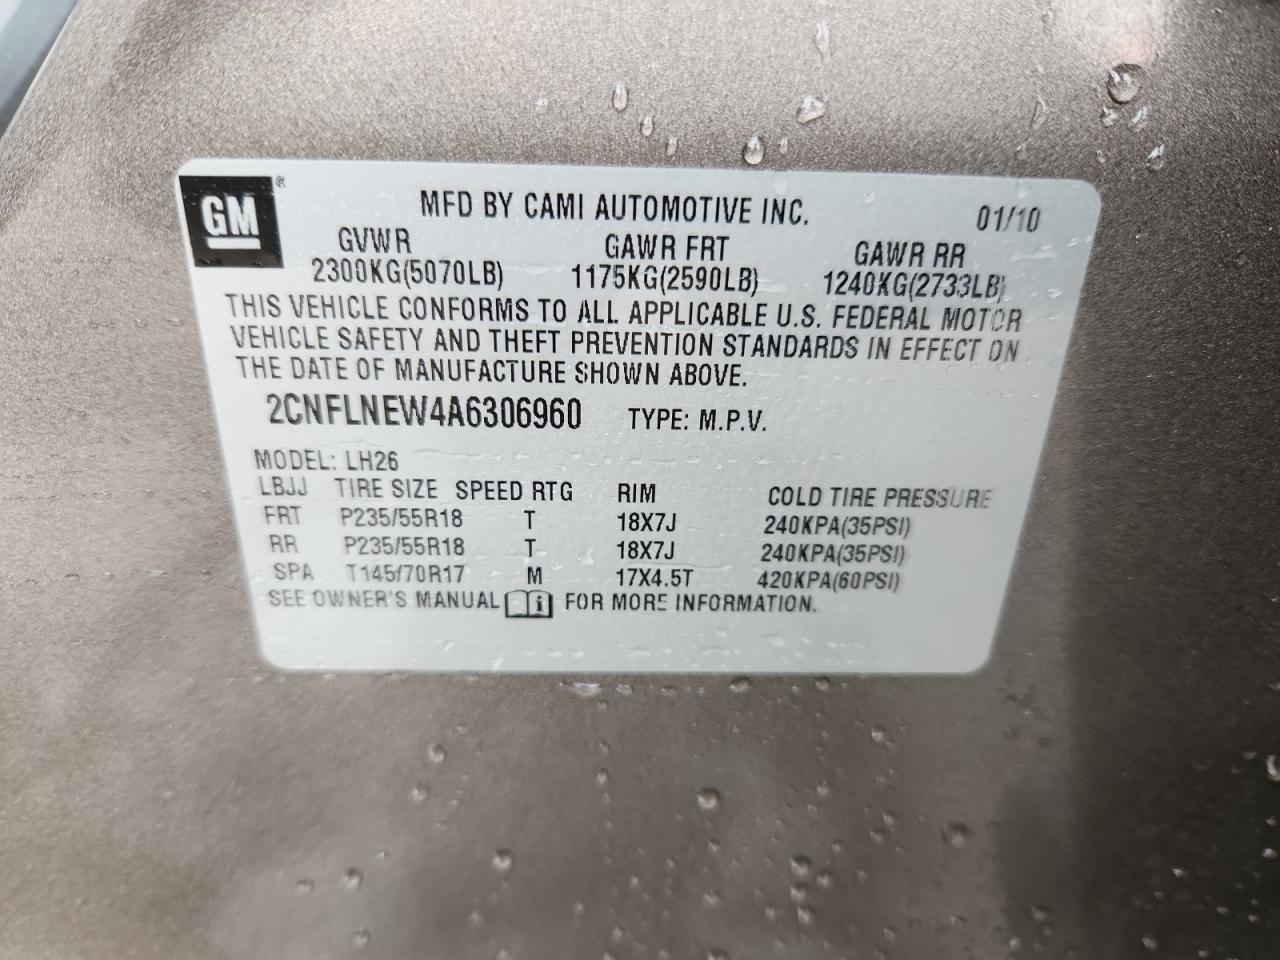 GM ®
MFD BY CAMI AUTOMOTIVE INC. 01/10
GVWR GAWR FRT GAWR RR
2300KG(5070LB) 1175KG(2590LB) 1240KG(2733LB)
THIS VEHICLE CONFORMS TO ALL APPLICABLE U.S. FEDERAL MOTOR
VEHICLE SAFETY AND THEFT PREVENTION STANDARDS IN EFFECT ON
THE DATE OF MANUFACTURE SHOWN ABOVE.
2CNFLNEW4A6306960 TYPE: M.P.V.
MODEL: LH26
LBJJ TIRE SIZE SPEED RTG RIM COLD TIRE PRESSURE
FRT P235/55R18 T 18X7J 240KPA(35PSI)
RR P235/55R18 T 18X7J 240KPA(35PSI)
SPA T145/70R17 M 17X4.5T 420KPA(60PSI)
SEE OWNER'S MANUAL i FOR MORE INFORMATION.